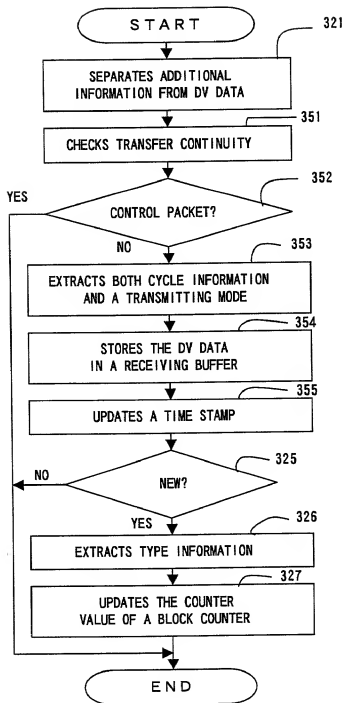 START
321
SEPARATES ADDITIONAL
INFORMATION FROM DV DATA
351
CHECKS TRANSFER CONTINUITY
352
YES
CONTROL PACKET?
NO
353
EXTRACTS BOTH CYCLE INFORMATION
AND A TRANSMITTING MODE
354
STORES THE DV DATA
IN A RECEIVING BUFFER
355
UPDATES A TIME STAMP
325
NO
NEW?
YES
326
EXTRACTS TYPE INFORMATION
327
UPDATES THE COUNTER
VALUE OF A BLOCK COUNTER
END